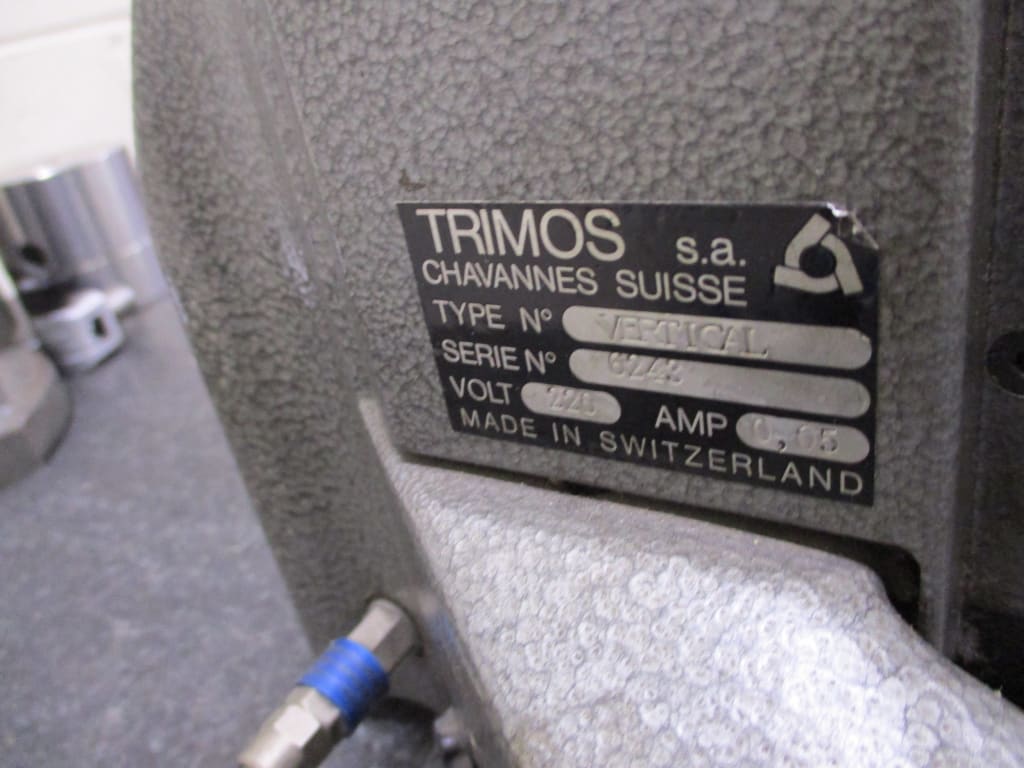 TRIMOS s.a.
CHAVANNES SUISSE
TYPE N° VERTICAL
SERIE N° 6243
VOLT 220 AMP 0,05
MADE IN SWITZERLAND